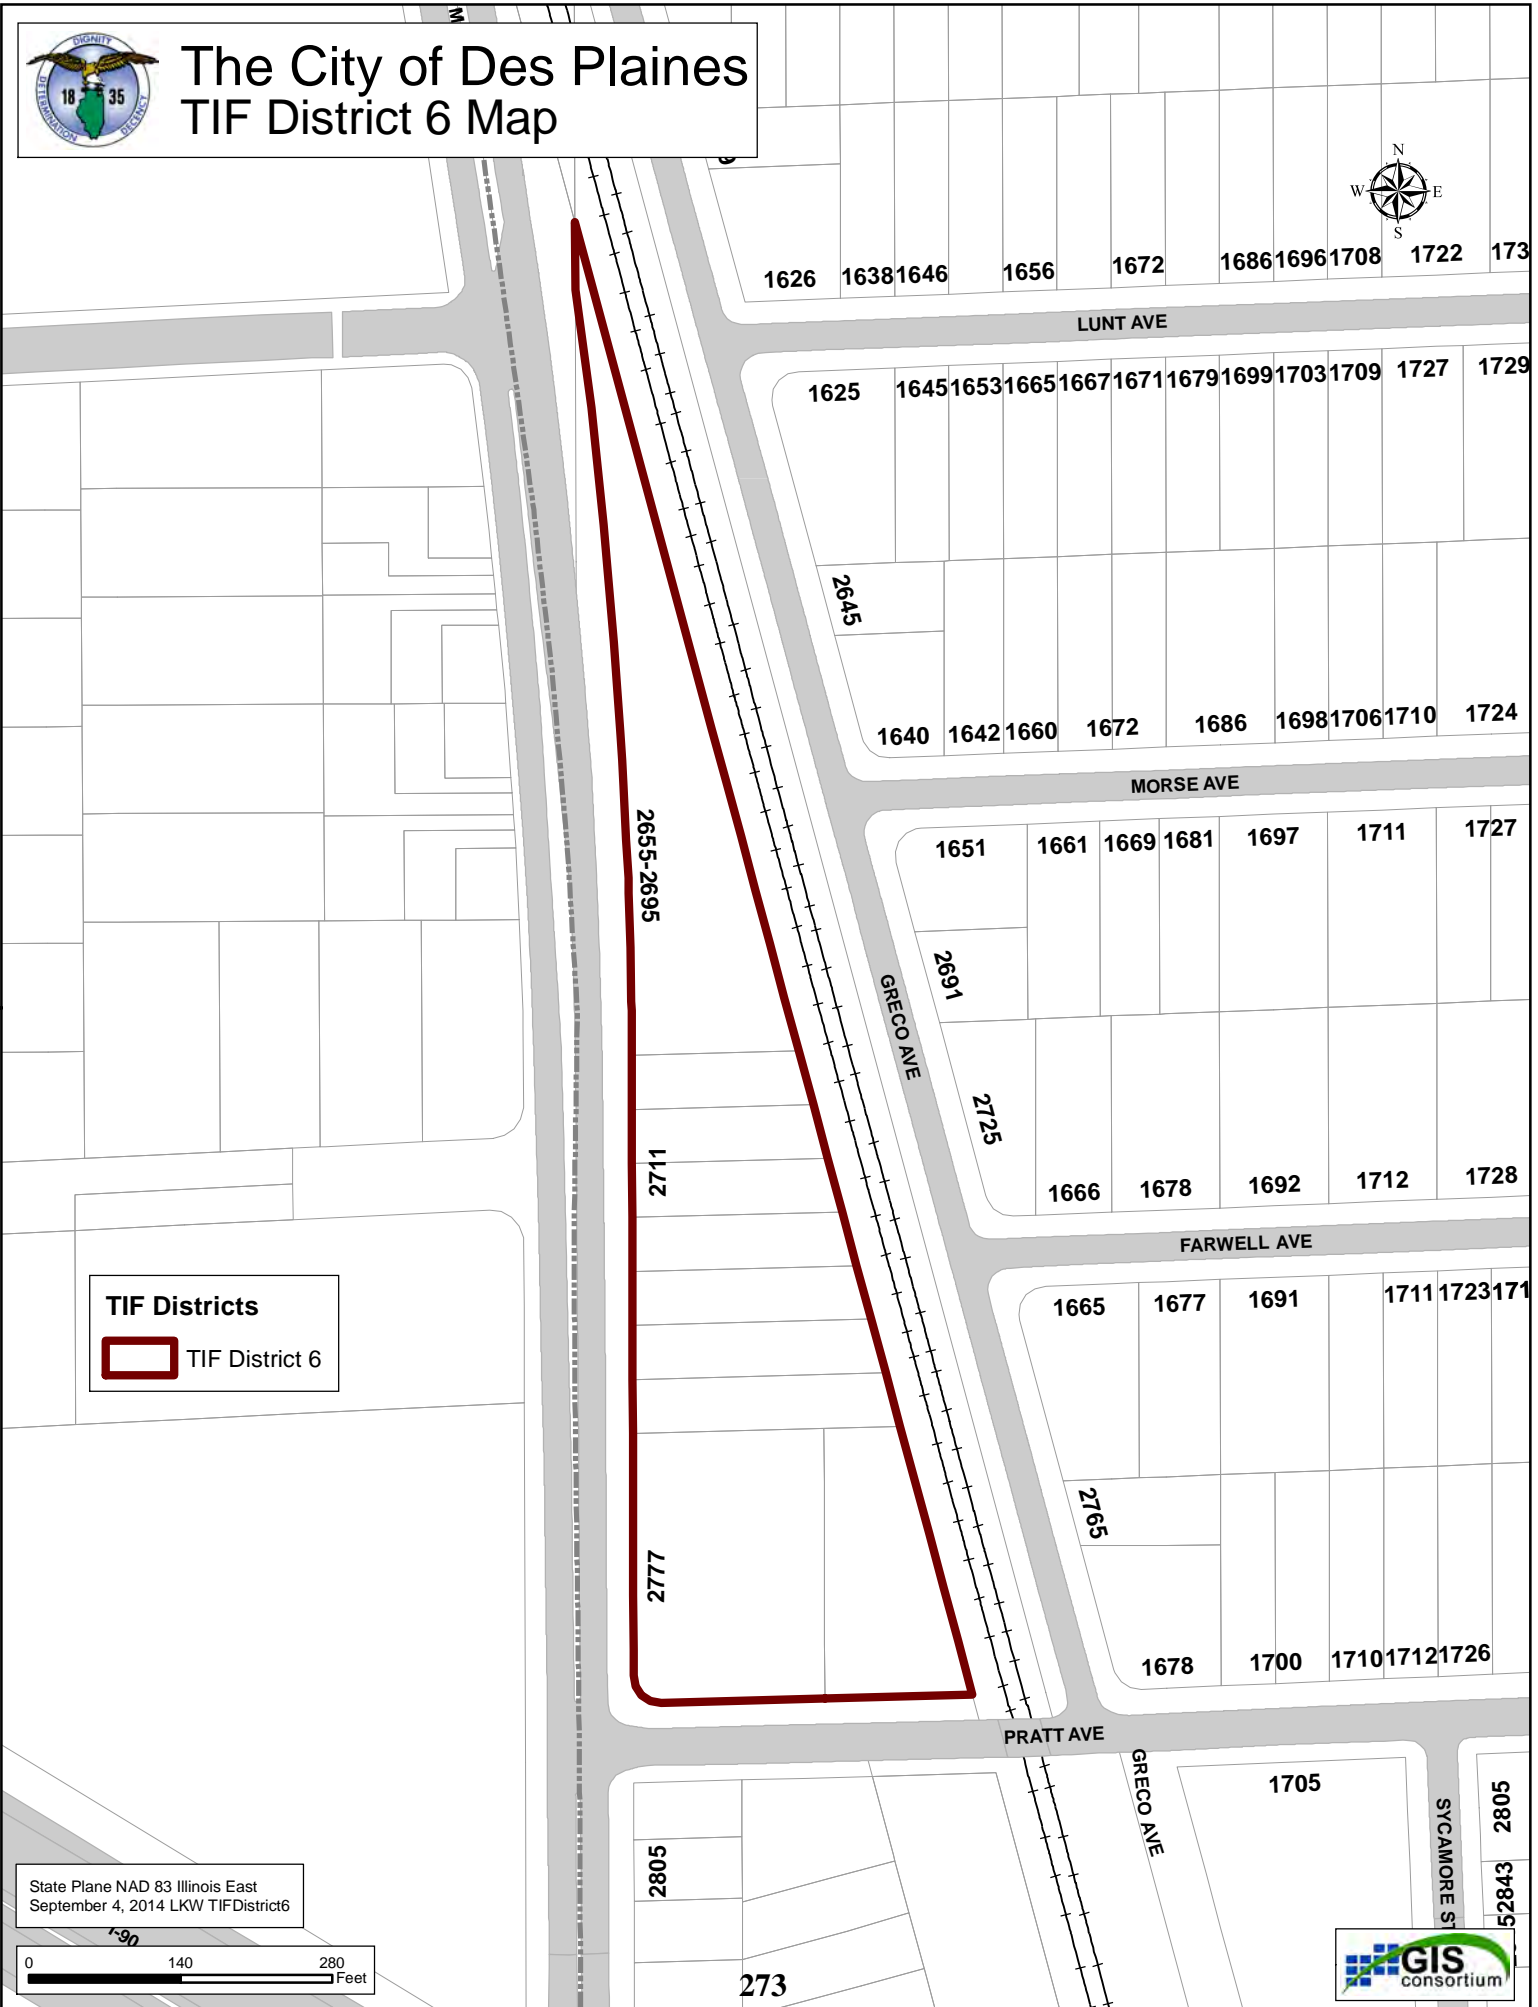 The City of Des Plaines
TIF District 6 Map
DIGNITY
DETERMINATION
DECENCY
18 35
M
9
N
W E
S
1626 1638 1646 1656 1672 1686 1696 1708 1722 173
LUNT AVE
1625 1645 1653 1665 1667 1671 1679 1699 1703 1709 1727 1729
2645
1640 1642 1660 1672 1686 1698 1706 1710 1724
MORSE AVE
2655-2695
1651 1661 1669 1681 1697 1711 1727
2691
GRECO AVE
2725
2711
1666 1678 1692 1712 1728
FARWELL AVE
TIF Districts
TIF District 6
1665 1677 1691 1711 1723 171
2765
2777
1678 1700 1710 1712 1726
PRATT AVE
GRECO AVE
1705
SYCAMORE ST
2805
2805
2843
State Plane NAD 83 Illinois East
September 4, 2014 LKW TIFDistrict6
I-90
0 140 280
Feet
273
GIS
consortium